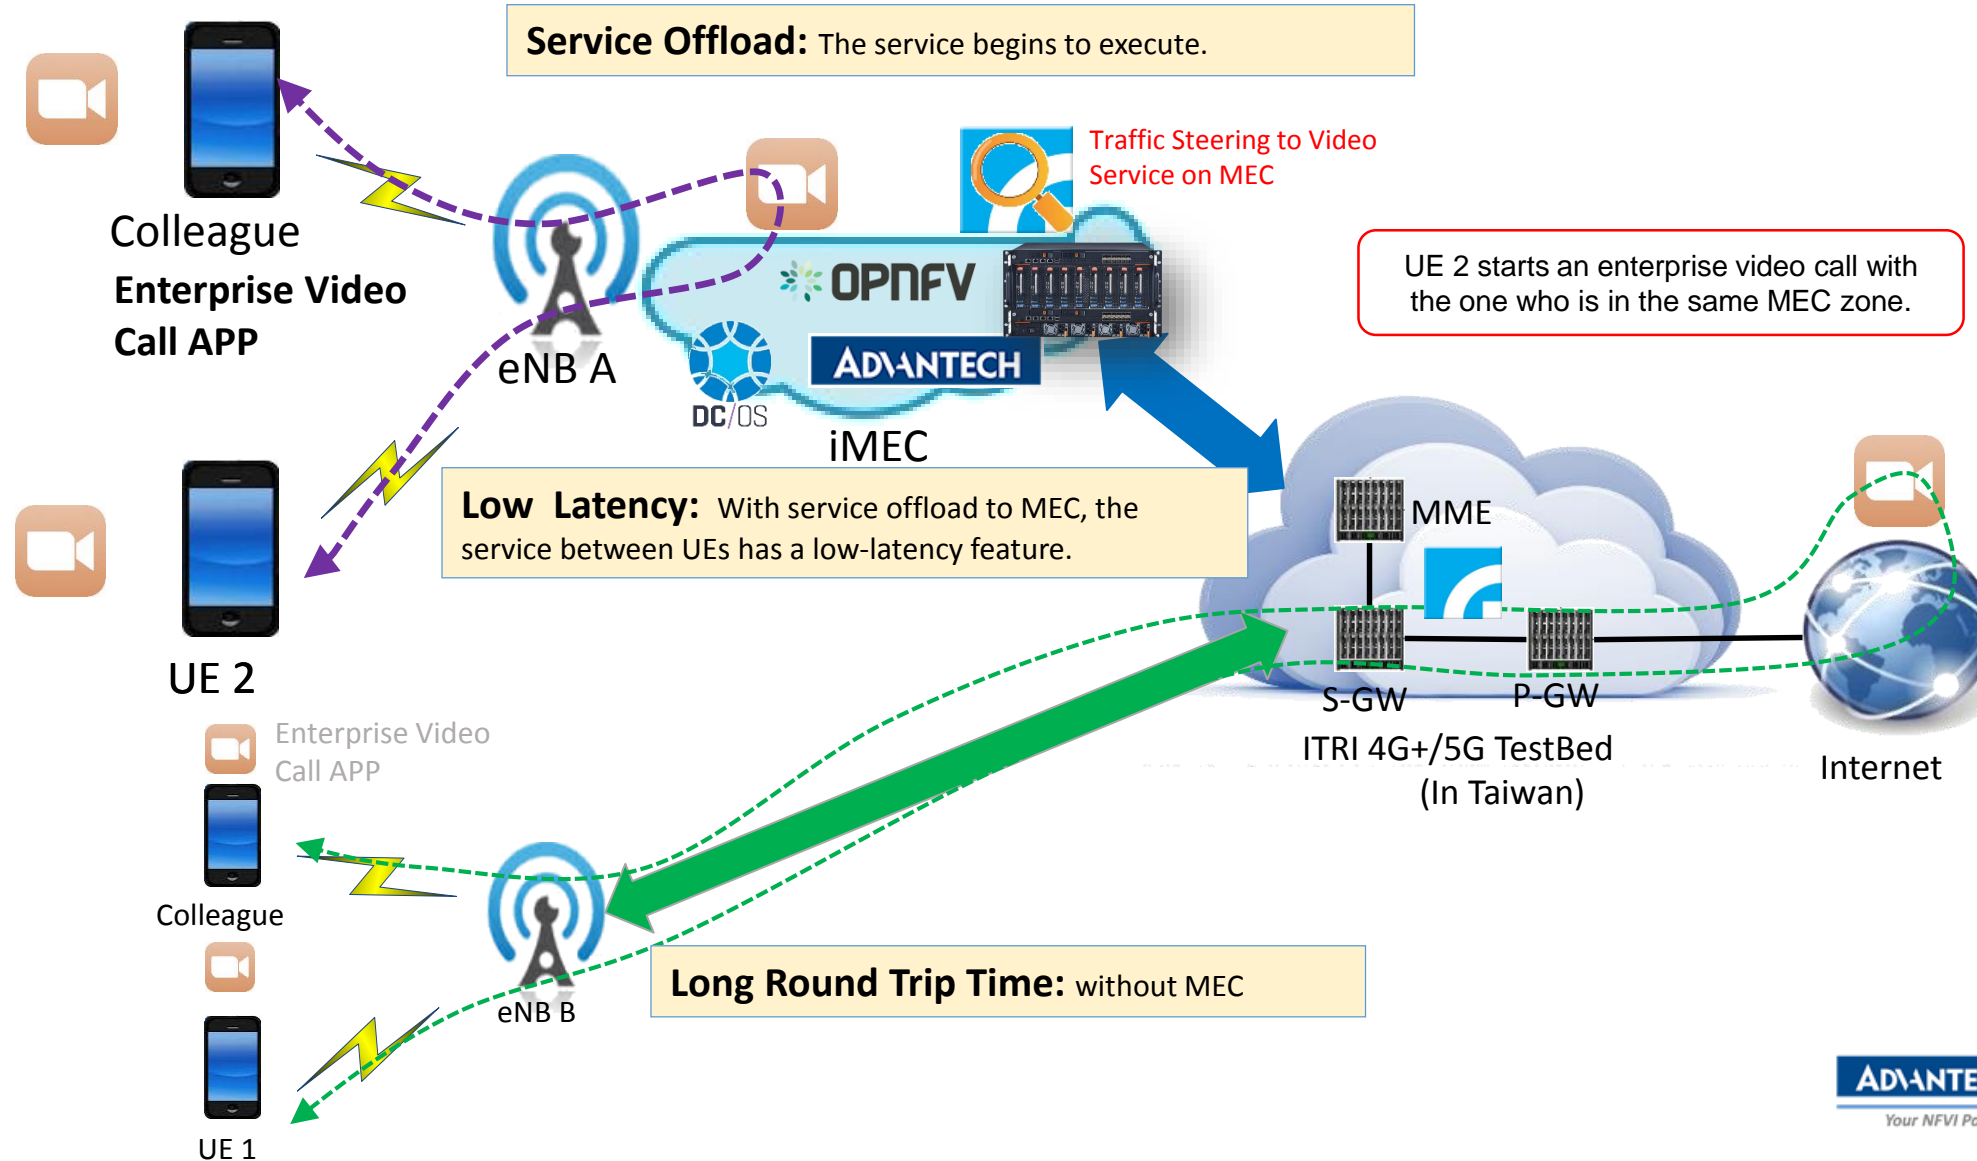 Service Offload: The service begins to execute.
Traffic Steering to Video
Service on MEC
Colleague
Enterprise Video
Call APP
OPNFV
UE 2 starts an enterprise video call with
the one who is in the same MEC zone.
eNB A
ADVANTECH
DC/OS
iMEC
Low Latency: With service offload to MEC, the
service between UEs has a low-latency feature.
MME
UE 2
S-GW
P-GW
Enterprise Video
Call APP
ITRI 4G+/5G TestBed
(In Taiwan)
Internet
Colleague
Long Round Trip Time: without MEC
eNB B
UE 1
ADVANTE
Your NFVI